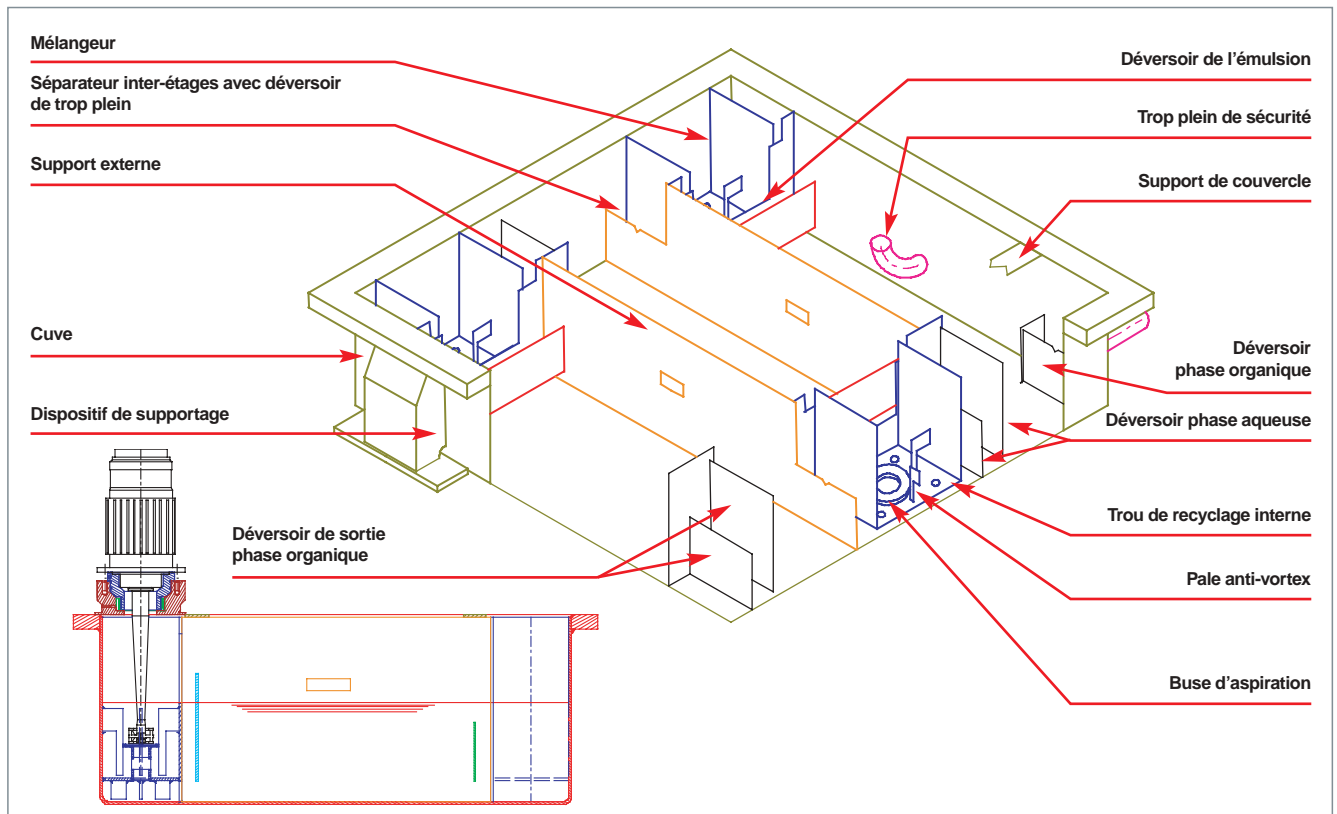 Mélangeur
Séparateur inter-étages avec déversoir
de trop plein
Support externe
Cuve
Dispositif de supportage
Déversoir de sortie
phase organique
Déversoir de l'émulsion
Trop plein de sécurité
Support de couvercle
Déversoir
phase organique
Déversoir phase aqueuse
Trou de recyclage interne
Pale anti-vortex
Buse d'aspiration